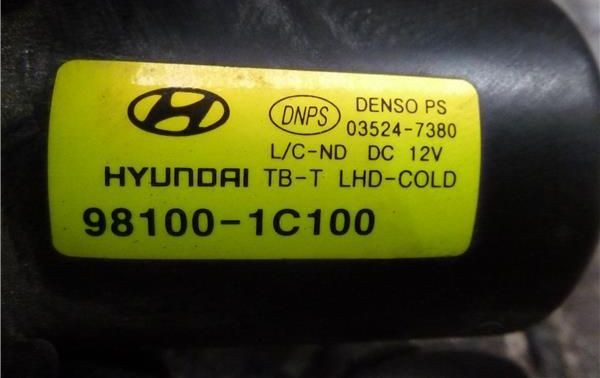 DNPS DENSO PS
03524-7380
L/C-ND DC 12V
HYUNDAI TB-T LHD-COLD
98100-1C100